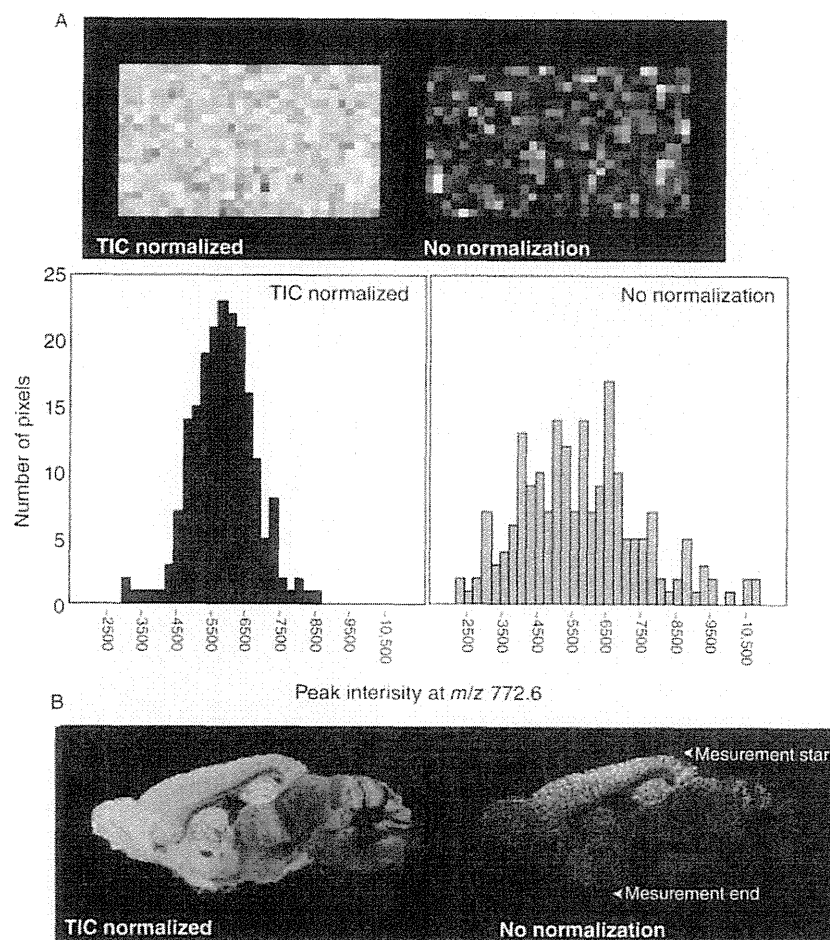 A
TIC normalized
No normalization
25
20
15
10
5
0
Number of pixels
TIC normalized
No normalization
-2500
-3500
-4500
-5500
-6500
-7500
-8500
-9500
-10,500
-2500
-3500
-4500
-5500
-6500
-7500
-8500
-9500
-10,500
Peak interisity at m/z 772.6
B
Mesurement star
Mesurement end
TIC normalized
No normalization